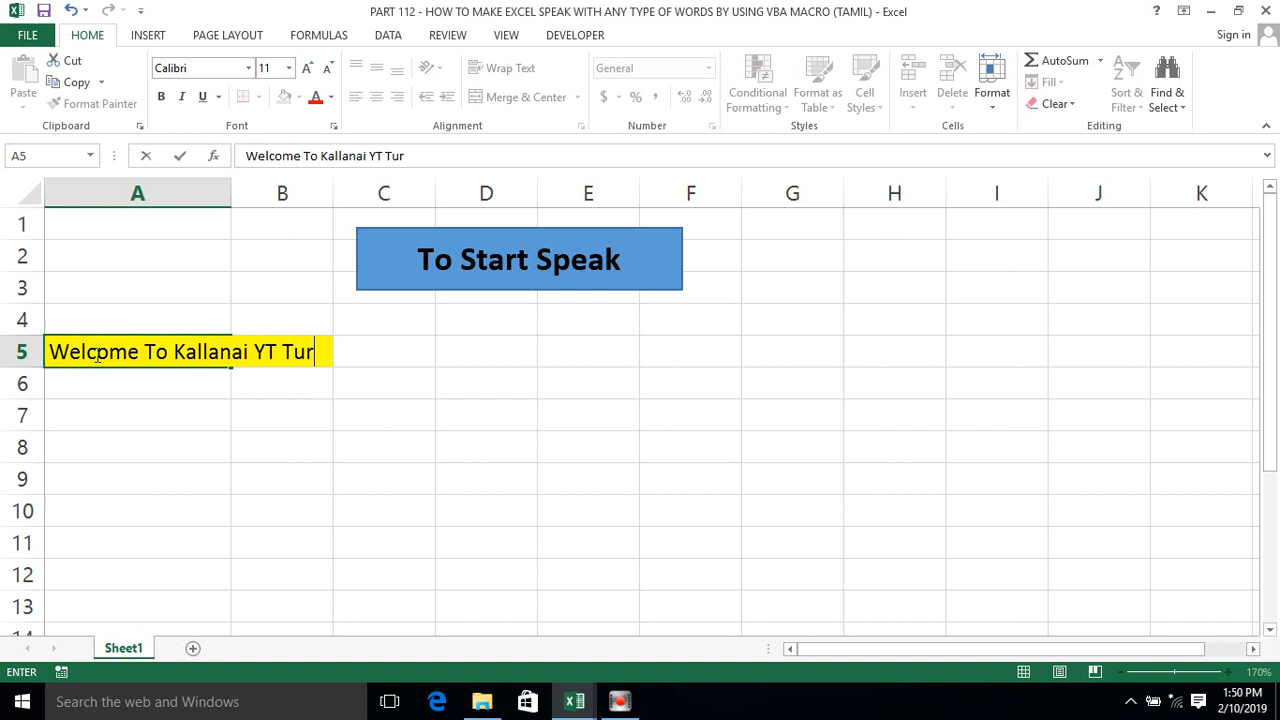 PART 112 - HOW TO MAKE EXCEL SPEAK WITH ANY TYPE OF WORDS BY USING VBA MACRO (TAMIL) - Excel
FILE HOME INSERT PAGE LAYOUT FORMULAS DATA REVIEW VIEW DEVELOPER Sign in
Paste Cut Copy Format Painter
Calibri 11 B I U A
Wrap Text Merge & Center
General $ % ,
Conditional Formatting Format as Table Cell Styles
Insert Delete Format
AutoSum Fill Clear Sort & Filter Find & Select
Clipboard Font Alignment Number Styles Cells Editing
A5 fx Welcome To Kallanai YT Tur
A B C D E F G H I J K
1
2
To Start Speak
3
4
5 Welcome To Kallanai YT Tur
6
7
8
9
10
11
12
13
Sheet1
ENTER 170%
Search the web and Windows
1:50 PM
2/10/2019